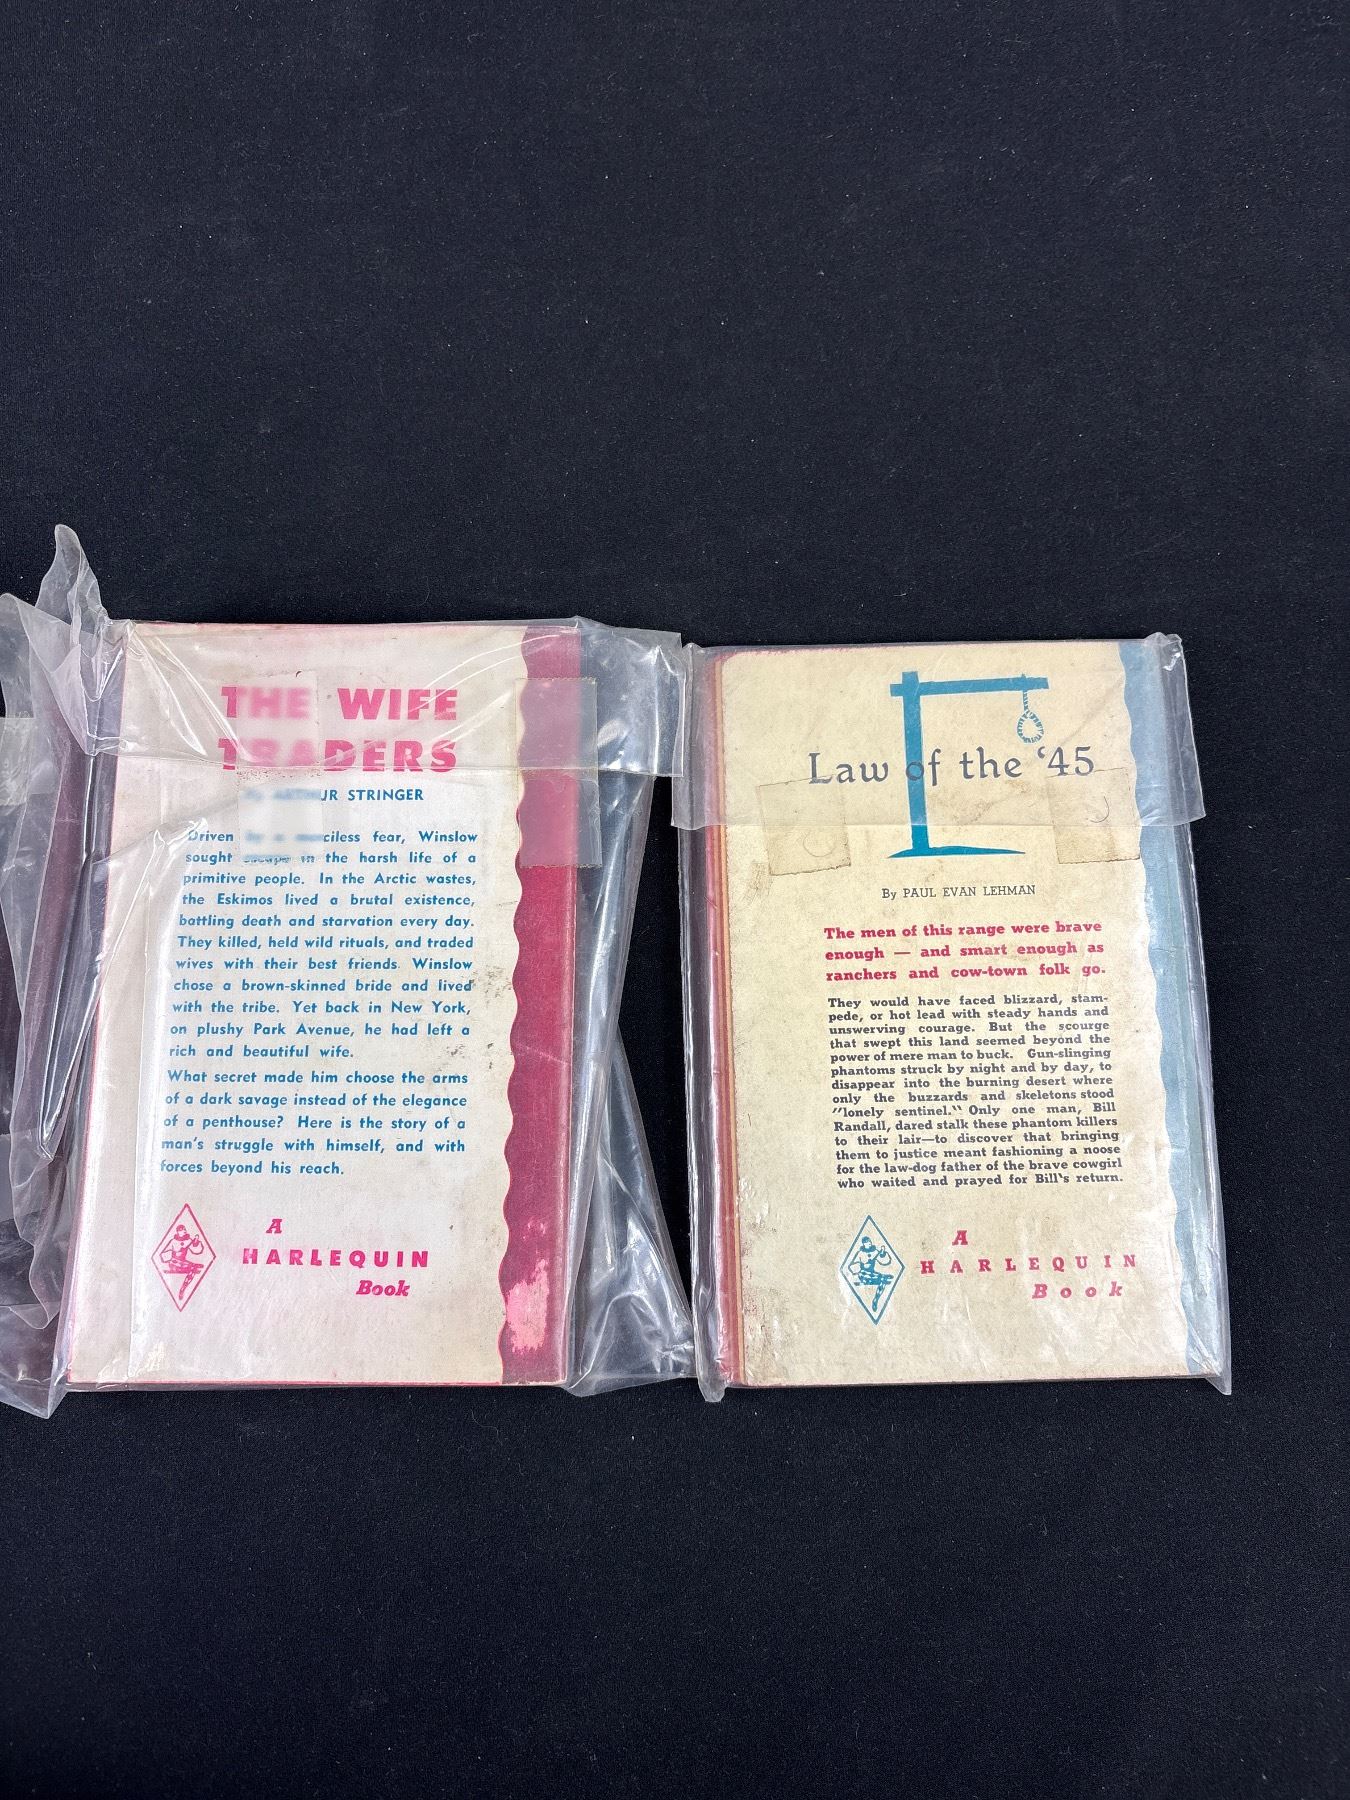 THE WIFE
TRADERS
By ARTHUR STRINGER
Driven by a merciless fear, Winslow
sought escape in the harsh life of a
primitive people. In the Arctic wastes,
the Eskimos lived a brutal existence,
battling death and starvation every day.
They killed, held wild rituals, and traded
wives with their best friends. Winslow
chose a brown-skinned bride and lived
with the tribe. Yet back in New York,
on plushy Park Avenue, he had left a
rich and beautiful wife.
What secret made him choose the arms
of a dark savage instead of the elegance
of a penthouse? Here is the story of a
man's struggle with himself, and with
forces beyond his reach.
A
HARLEQUIN
Book
Law of the '45
By PAUL EVAN LEHMAN
The men of this range were brave
enough — and smart enough as
ranchers and cow-town folk go.
They would have faced blizzard, stam-
pede, or hot lead with steady hands and
unswerving courage. But the scourge
that swept this land seemed beyond the
power of mere man to buck. Gun-slinging
phantoms struck by night and by day, to
disappear into the burning desert where
only the buzzards and skeletons stood
"lonely sentinel." Only one man, Bill
Randall, dared stalk these phantom killers
to their lair—to discover that bringing
them to justice meant fashioning a noose
for the law-dog father of the brave cowgirl
who waited and prayed for Bill's return.
A
HARLEQUIN
Book